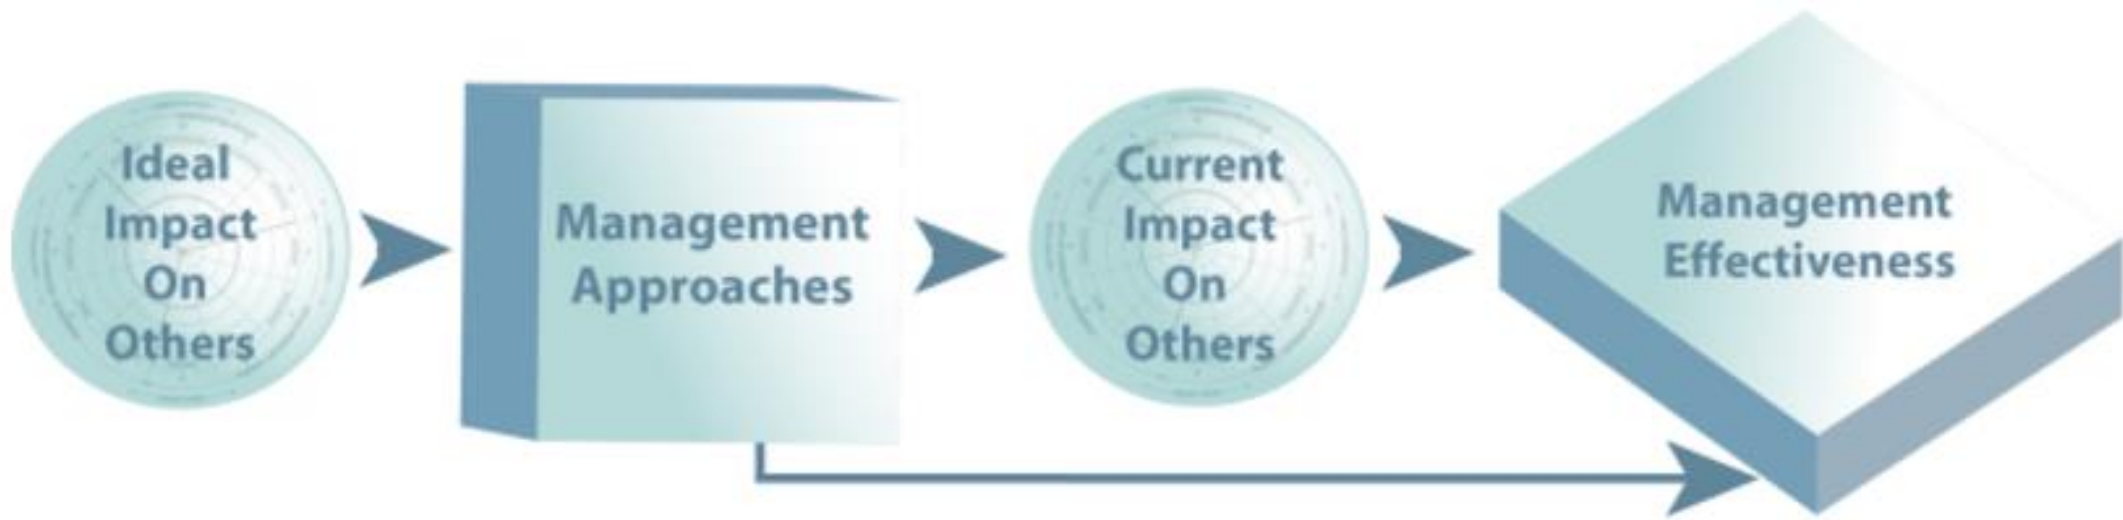 Ideal
Impact
On
Others
Management
Approaches
Current
Impact
On
Others
Management
Effectiveness